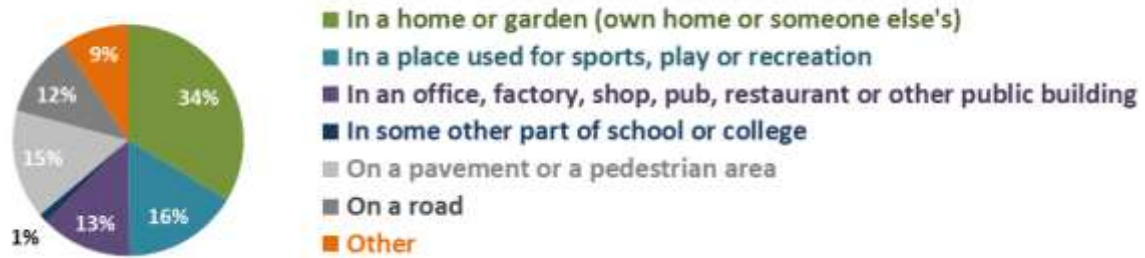 9%
34%
12%
15%
1%
13%
16%
In a home or garden (own home or someone else's)
In a place used for sports, play or recreation
In an office, factory, shop, pub, restaurant or other public building
In some other part of school or college
On a pavement or a pedestrian area
On a road
Other